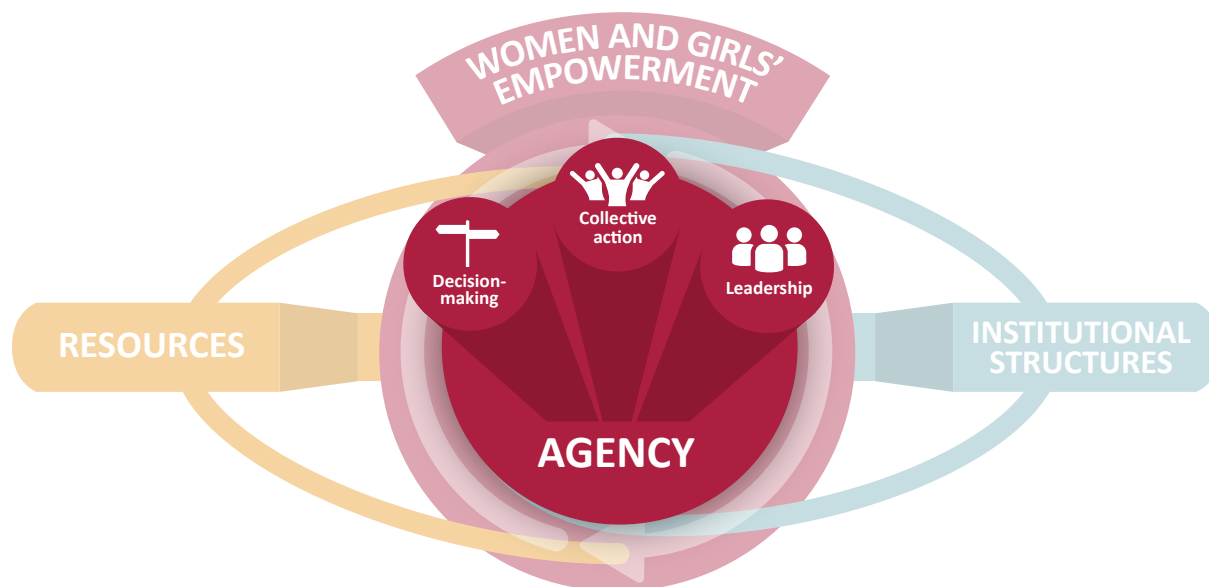 WOMEN AND GIRLS'
EMPOWERMENT
Collective
action
Decision-
making
Leadership
RESOURCES
INSTITUTIONAL
STRUCTURES
AGENCY